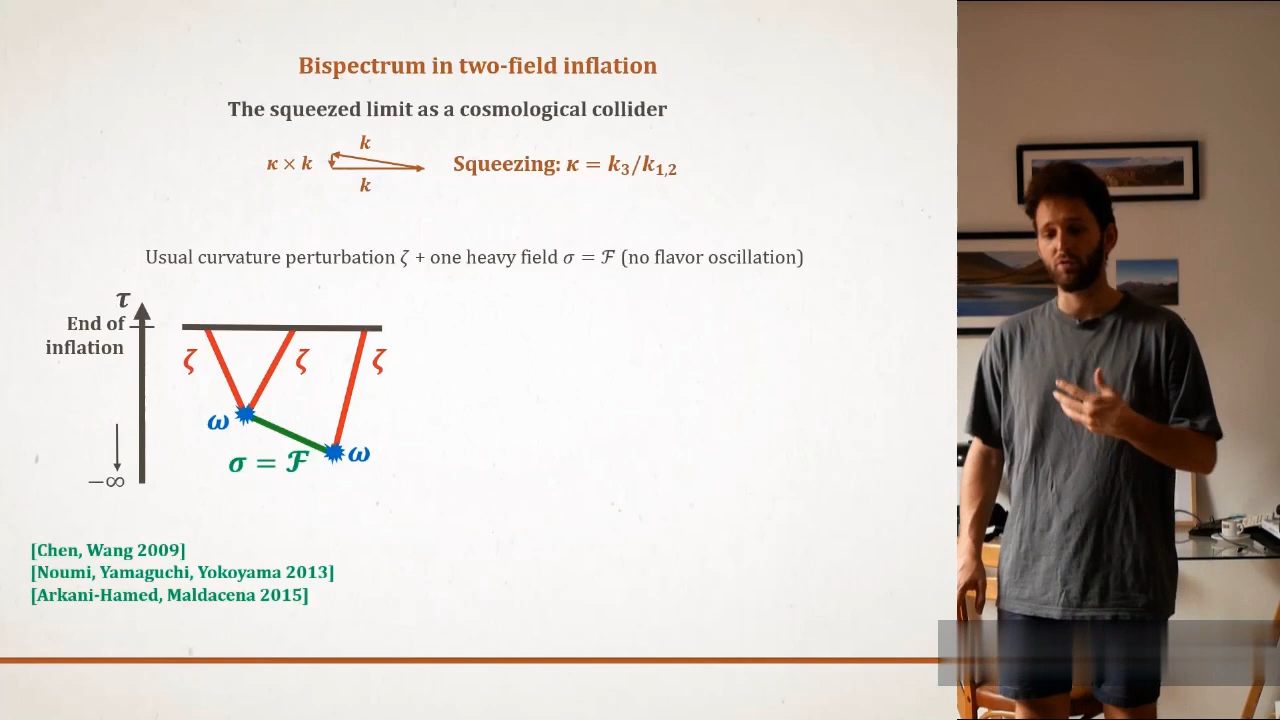 Bispectrum in two-field inflation
The squeezed limit as a cosmological collider
k
κ × k
Squeezing: κ = k₃/k₁,₂
k
Usual curvature perturbation ζ + one heavy field σ = ℱ (no flavor oscillation)
τ
End of
inflation
ζ ζ ζ
ω
ω
σ = ℱ
−∞
[Chen, Wang 2009]
[Noumi, Yamaguchi, Yokoyama 2013]
[Arkani-Hamed, Maldacena 2015]